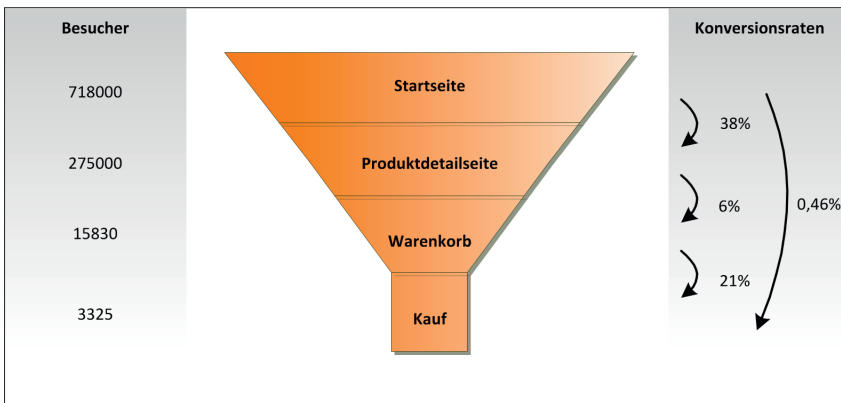 Besucher
Konversionsraten
Startseite
718000
38%
Produktdetailseite
275000
6%
0,46%
Warenkorb
15830
21%
Kauf
3325